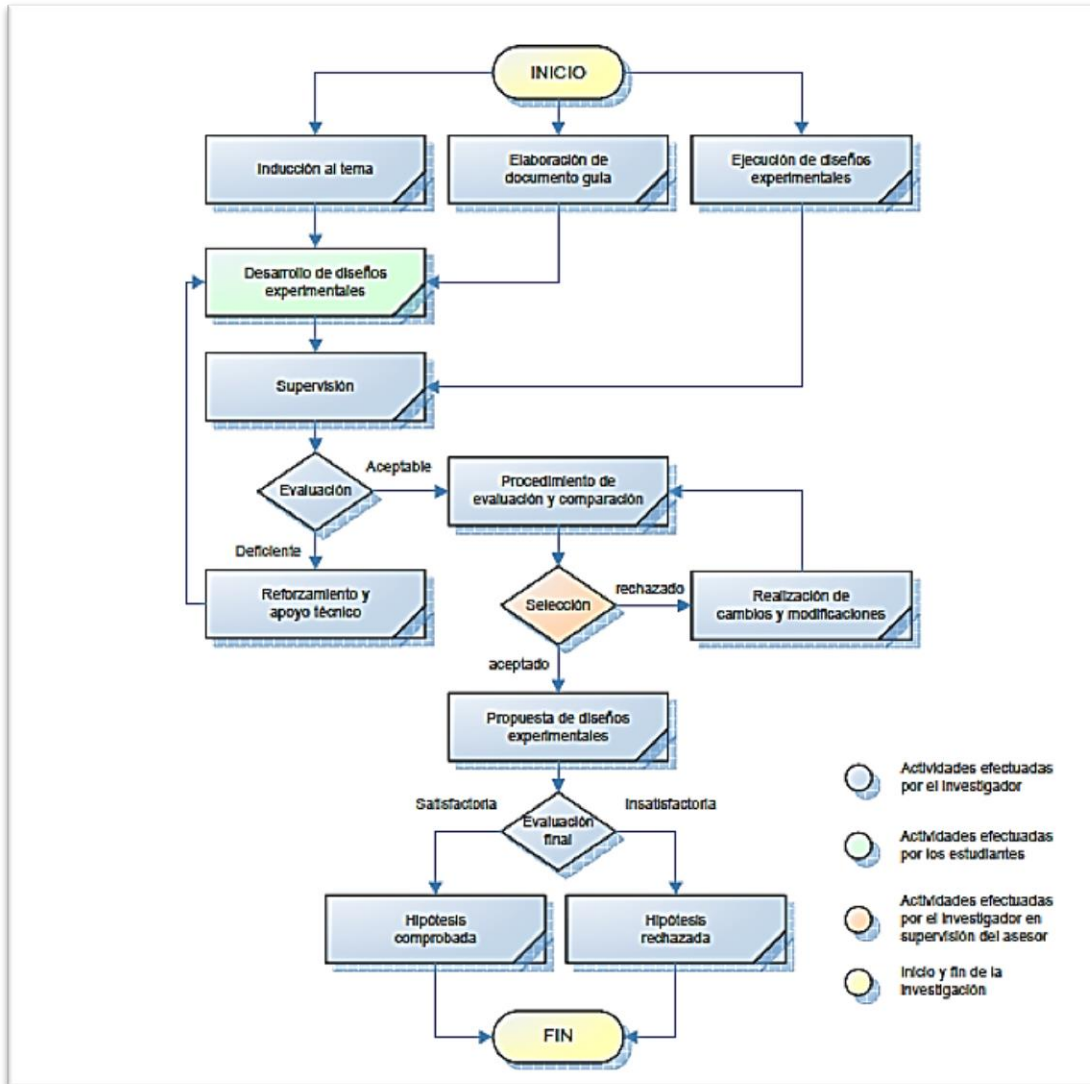 INICIO
Inducción al tema
Elaboración de
documento guía
Ejecución de diseños
experimentales
Desarrollo de diseños
experimentales
Supervisión
Evaluación
Aceptable
Procedimiento de
evaluación y comparación
Deficiente
Reforzamiento y
apoyo técnico
Selección
rechazado
Realización de
cambios y modificaciones
aceptado
Propuesta de diseños
experimentales
Satisfactoria
Insatisfactoria
Evaluación
final
Hipótesis
comprobada
Hipótesis
rechazada
FIN
Actividades efectuadas
por el investigador
Actividades efectuadas
por los estudiantes
Actividades efectuadas
por el investigador en
supervisión del asesor
Inicio y fin de la
investigación